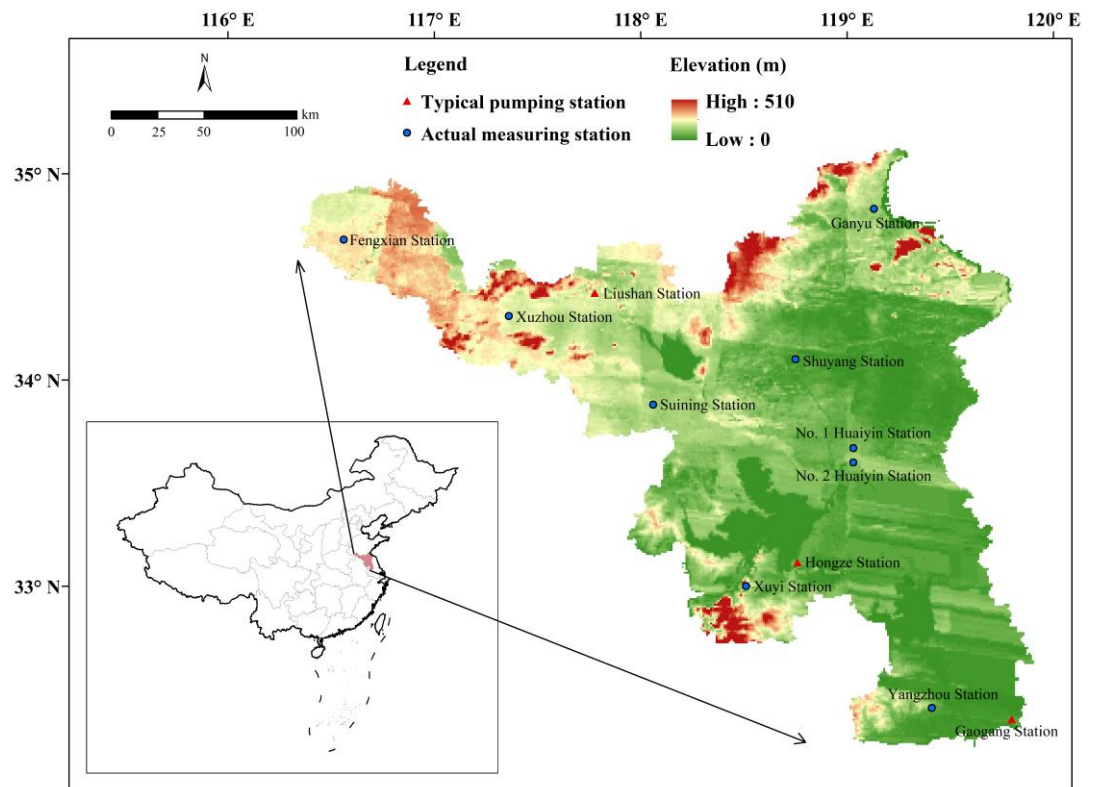 116° E
117° E
118° E
119° E
120° E
N
km
0
25
50
100
Legend
Typical pumping station
Actual measuring station
Elevation (m)
High : 510
Low : 0
35° N
34° N
33° N
Ganyu Station
Fengxian Station
Liushan Station
Xuzhou Station
Shuyang Station
Suining Station
No. 1 Huaiyin Station
No. 2 Huaiyin Station
Hongze Station
Xuyi Station
Yangzhou Station
Gaogang Station